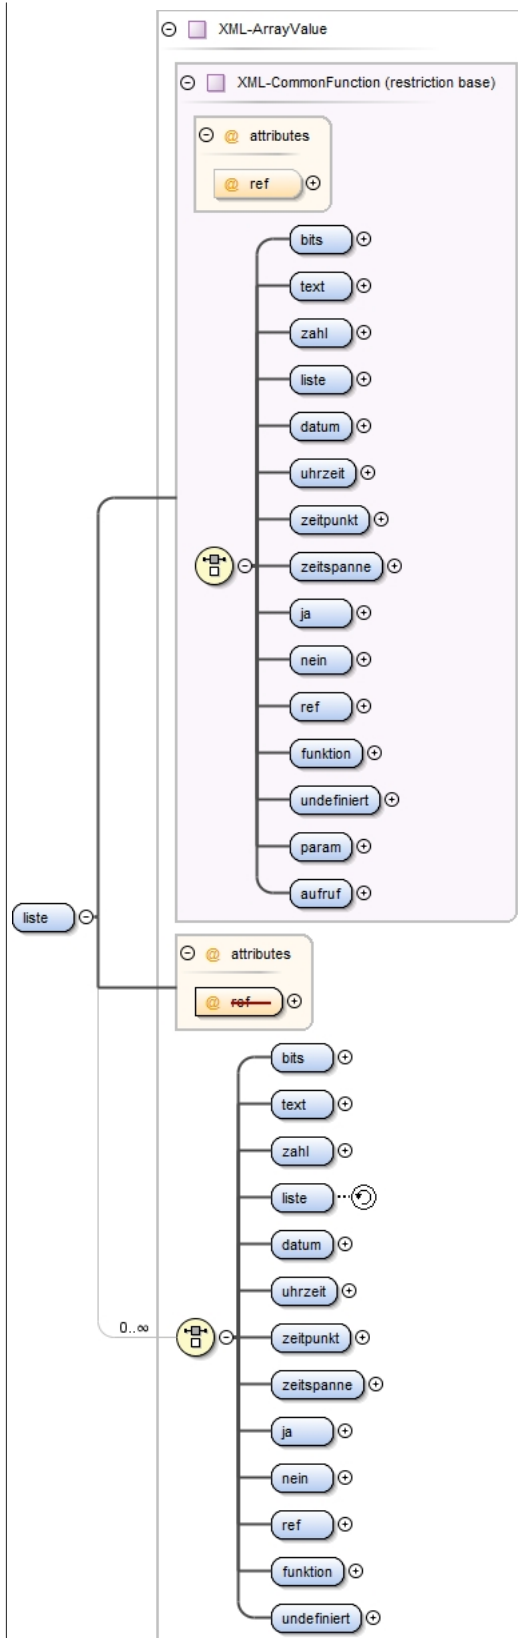 XML-ArrayValue
XML-CommonFunction (restriction base)
@ attributes
@ ref
bits
text
zahl
liste
datum
uhrzeit
zeitpunkt
zeitspanne
ja
nein
ref
funktion
undefiniert
param
aufruf
liste
@ attributes
@ ref
bits
text
zahl
liste
datum
uhrzeit
0..∞
zeitpunkt
zeitspanne
ja
nein
ref
funktion
undefiniert